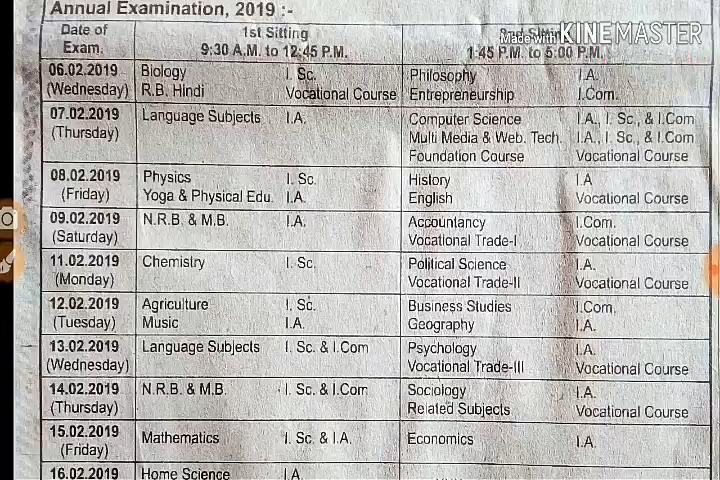 Annual Examination, 2019 :-
Made with KINEMASTER
Date of Exam. 1st Sitting 9:30 A.M. to 12:45 P.M. 2nd Sitting 1:45 P.M. to 5:00 P.M.
06.02.2019 Biology I. Sc. Philosophy I.A.
(Wednesday) R.B. Hindi Vocational Course Entrepreneurship I.Com.
07.02.2019 Language Subjects I.A. Computer Science I.A., I. Sc., & I.Com
(Thursday) Multi Media & Web. Tech. I.A., I. Sc., & I.Com
Foundation Course Vocational Course
08.02.2019 Physics I. Sc. History I.A
(Friday) Yoga & Physical Edu. I.A. English Vocational Course
09.02.2019 N.R.B. & M.B. I.A. Accountancy I.Com.
(Saturday) Vocational Trade-I Vocational Course
11.02.2019 Chemistry I. Sc. Political Science I.A.
(Monday) Vocational Trade-II Vocational Course
12.02.2019 Agriculture I. Sc. Business Studies I.Com.
(Tuesday) Music I.A. Geography I.A.
13.02.2019 Language Subjects I. Sc. & I.Com Psychology I.A.
(Wednesday) Vocational Trade-III Vocational Course
14.02.2019 N.R.B. & M.B. I. Sc. & I.Com Sociology I.A.
(Thursday) Related Subjects Vocational Course
15.02.2019 Mathematics I. Sc. & I.A. Economics I.A.
(Friday)
16.02.2019 Home Science I.A.